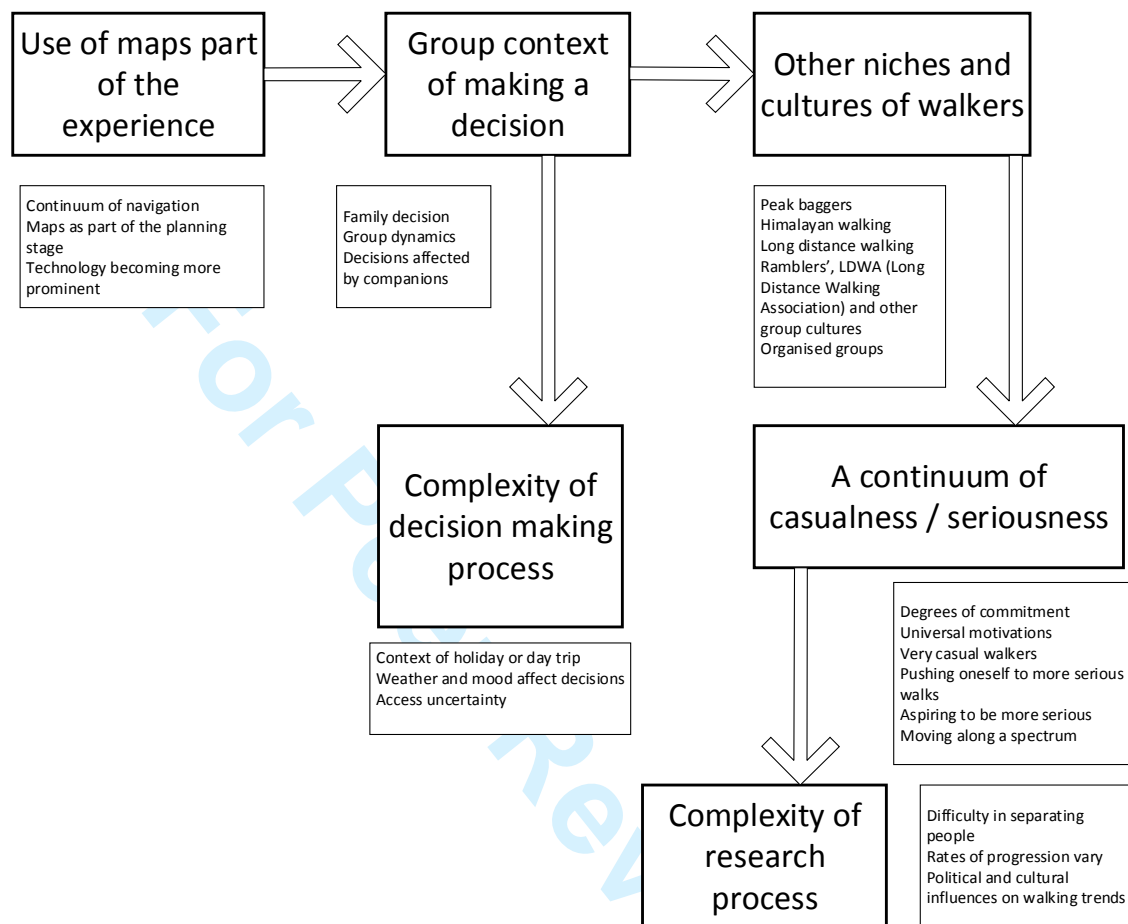 Use of maps part
of the
experience
Group context
of making a
decision
Other niches and
cultures of walkers
Continuum of navigation
Maps as part of the planning
stage
Technology becoming more
prominent
Family decision
Group dynamics
Decisions affected
by companions
Peak baggers
Himalayan walking
Long distance walking
Ramblers’, LDWA (Long
Distance Walking
Association) and other
group cultures
Organised groups
Complexity of
decision making
process
A continuum of
casualness / seriousness
Context of holiday or day trip
Weather and mood affect decisions
Access uncertainty
Degrees of commitment
Universal motivations
Very casual walkers
Pushing oneself to more serious
walks
Aspiring to be more serious
Moving along a spectrum
Complexity of
research
process
Difficulty in separating
people
Rates of progression vary
Political and cultural
influences on walking trends
For